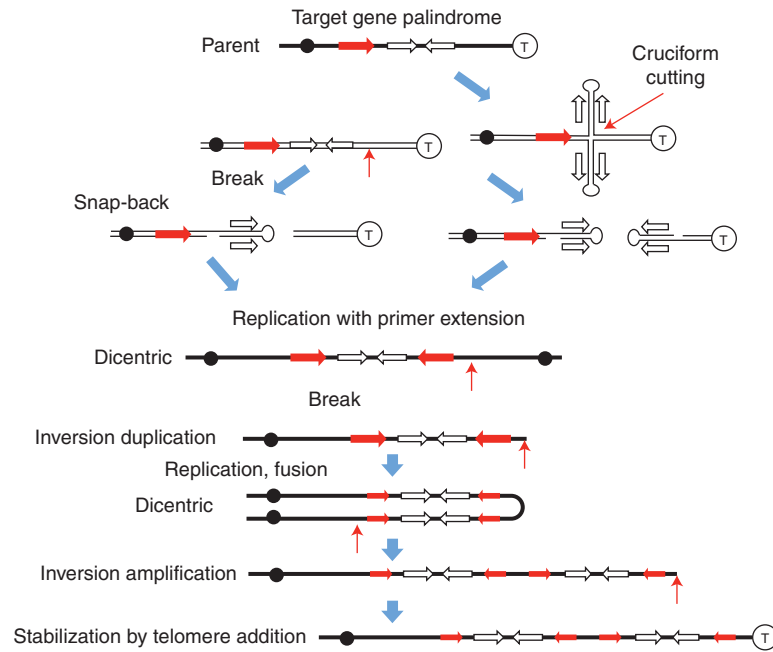 Target gene palindrome
Parent
T
Cruciform
cutting
T
T
Break
Snap-back
T
T
Replication with primer extension
Dicentric
Break
Inversion duplication
Replication, fusion
Dicentric
Inversion amplification
Stabilization by telomere addition
T